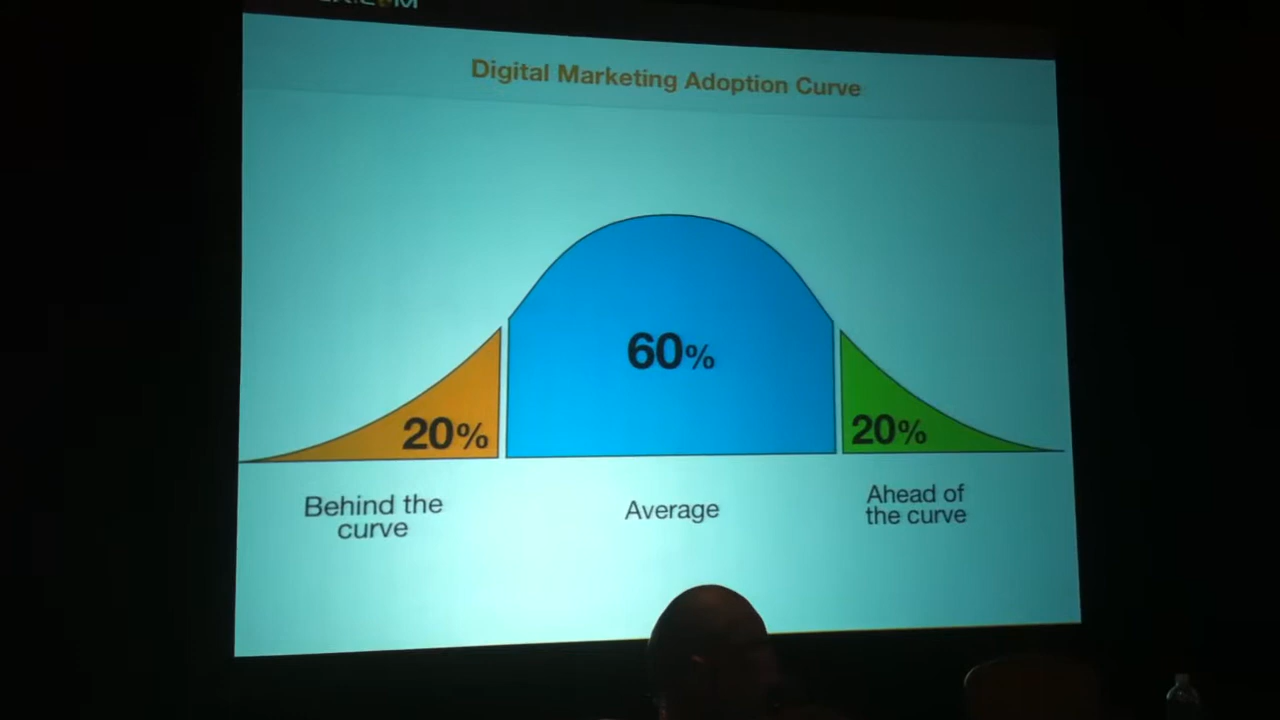 Digital Marketing Adoption Curve
60%
20%
20%
Behind the
curve
Average
Ahead of
the curve